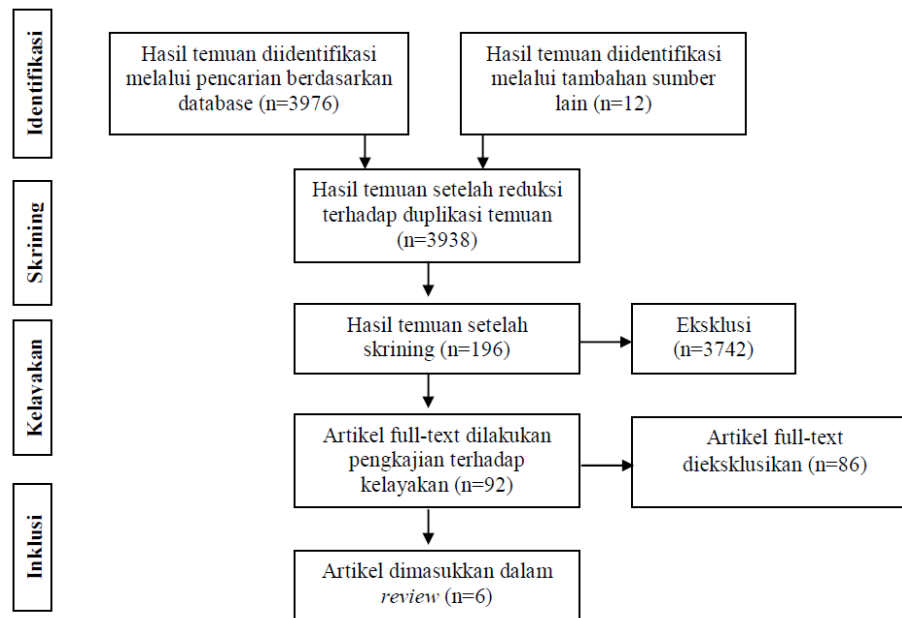 Identifikasi
Hasil temuan diidentifikasi
melalui pencarian berdasarkan
database (n=3976)
Hasil temuan diidentifikasi
melalui tambahan sumber
lain (n=12)
Skrining
Hasil temuan setelah reduksi
terhadap duplikasi temuan
(n=3938)
Kelayakan
Hasil temuan setelah
skrining (n=196)
Eksklusi
(n=3742)
Artikel full-text dilakukan
pengkajian terhadap
kelayakan (n=92)
Artikel full-text
dieksklusikan (n=86)
Inklusi
Artikel dimasukkan dalam
review (n=6)